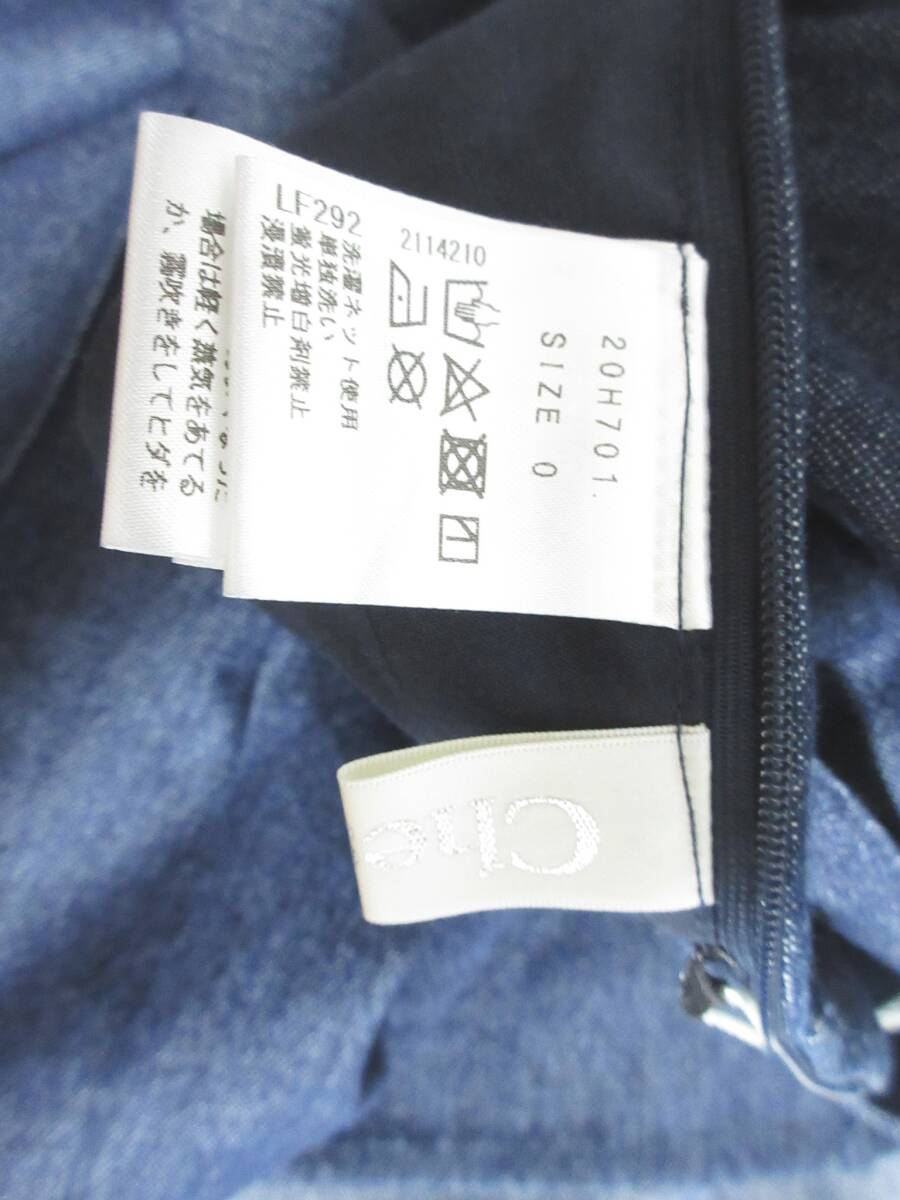 20H701.
SIZE 0
2114210
LF292
洗濯ネット使用
単独洗い
蛍光増白剤禁止
浸漬禁止
場合は軽く蒸気をあてる
か、霧吹きをしてヒダを
Che